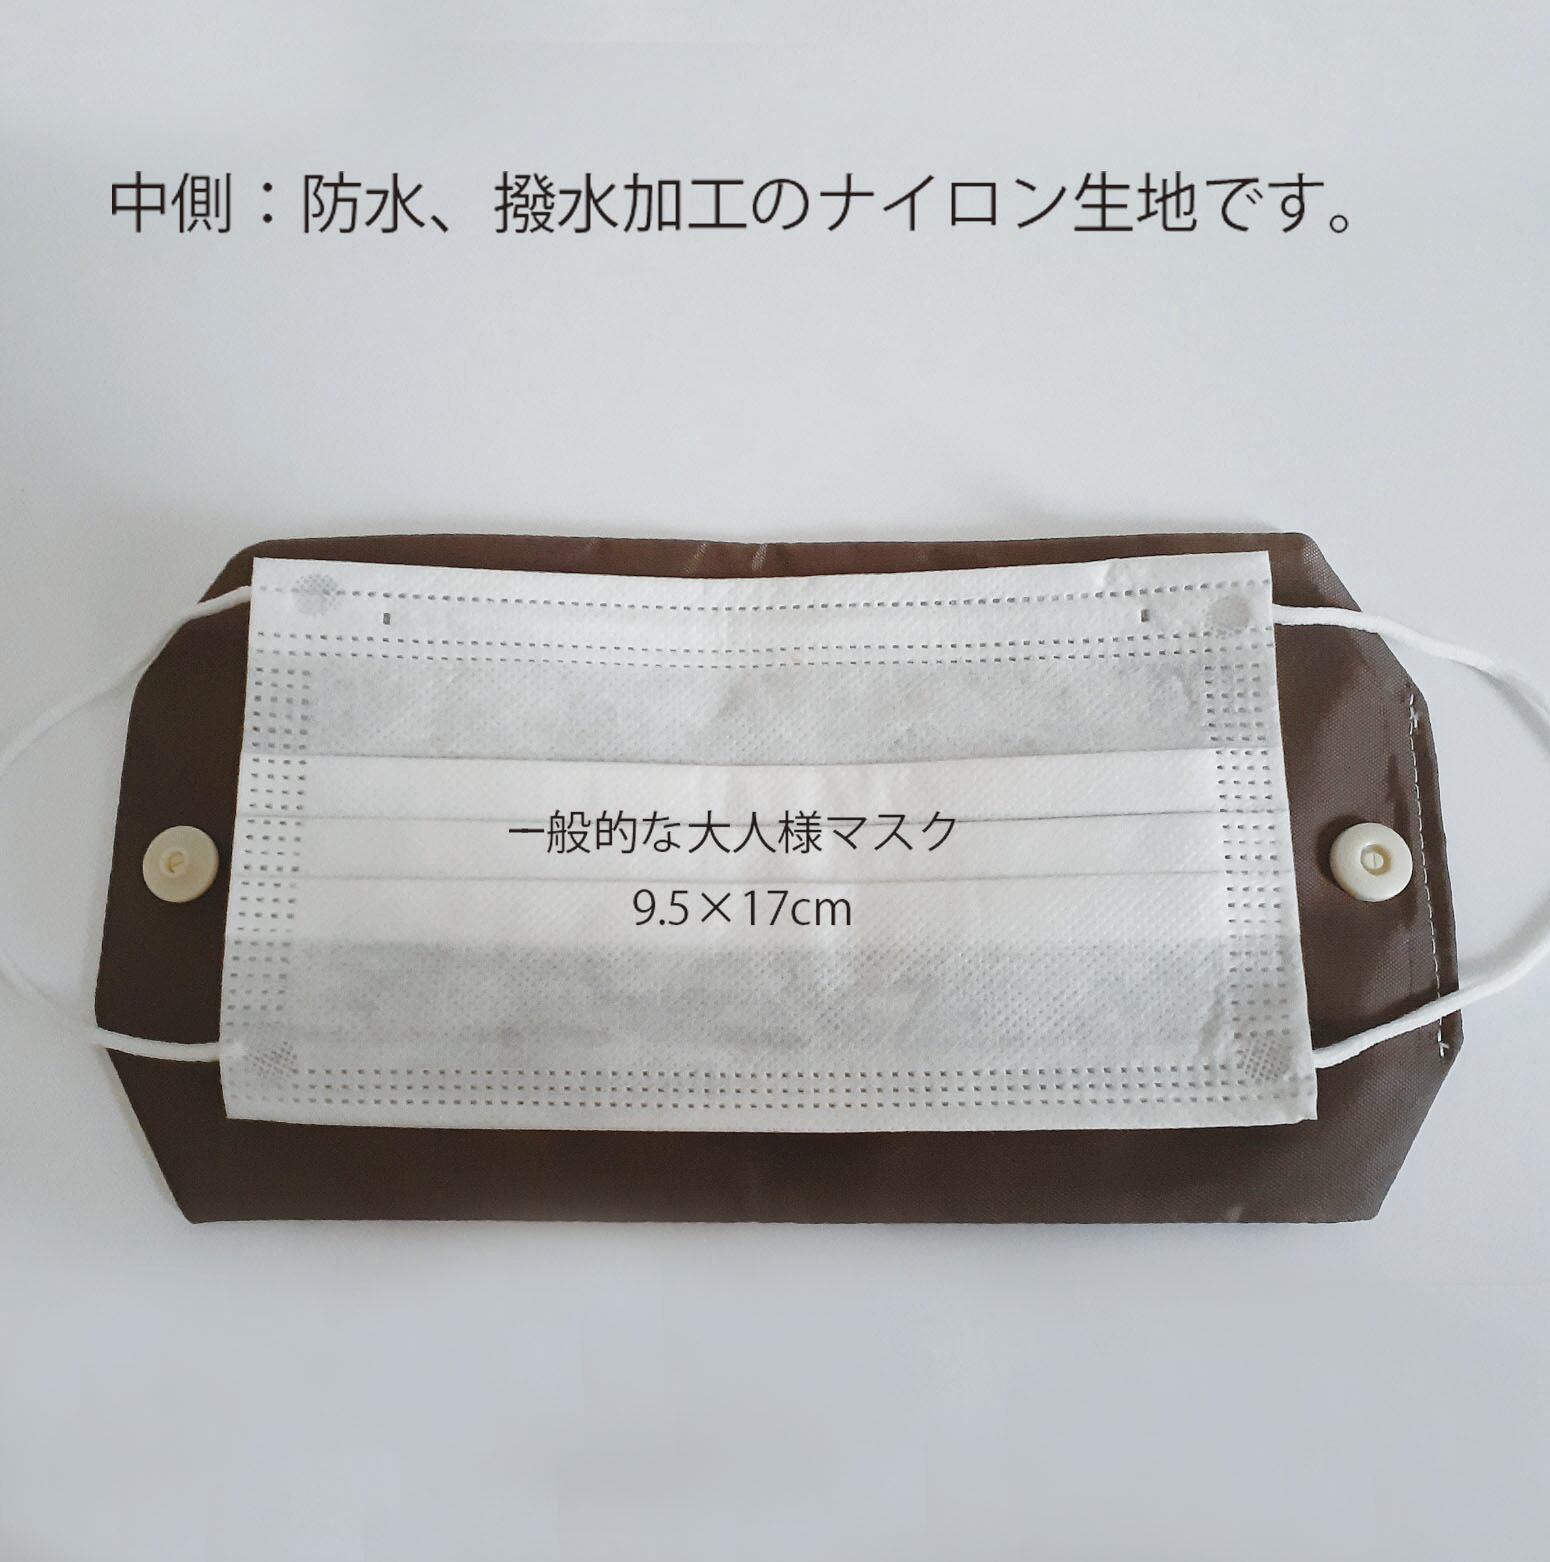 中側：防水、撥水加工のナイロン生地です。
一般的な大人様マスク
9.5×17cm